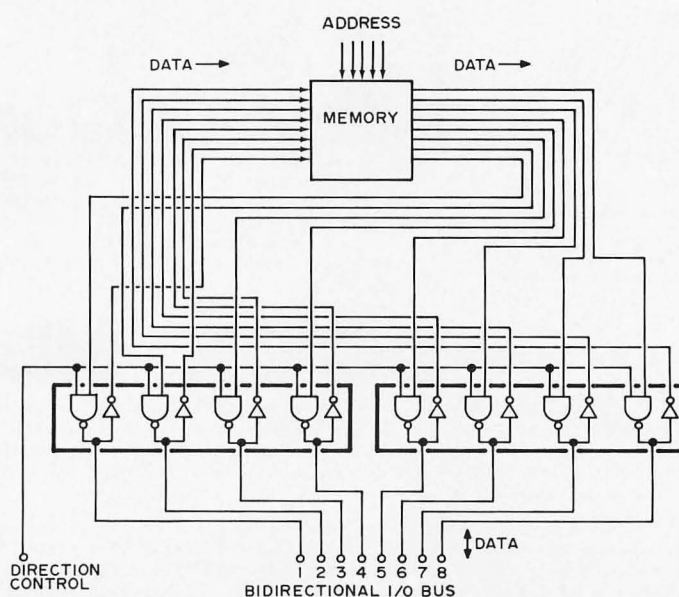 ADDRESS
DATA
DATA
MEMORY
DATA
1 2 3 4 5 6 7 8
DIRECTION
CONTROL
BIDIRECTIONAL I/O BUS